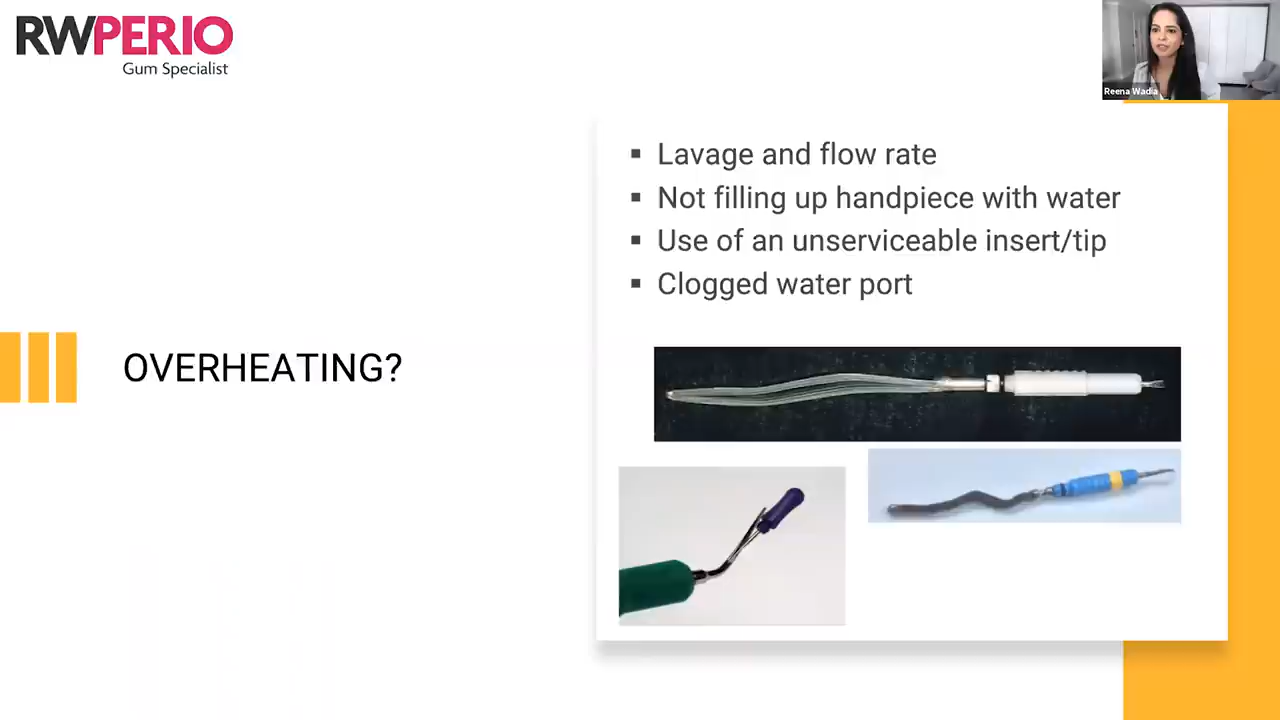 RWPERIO
Gum Specialist
Reena Wadia
▪ Lavage and flow rate
▪ Not filling up handpiece with water
▪ Use of an unserviceable insert/tip
▪ Clogged water port
OVERHEATING?